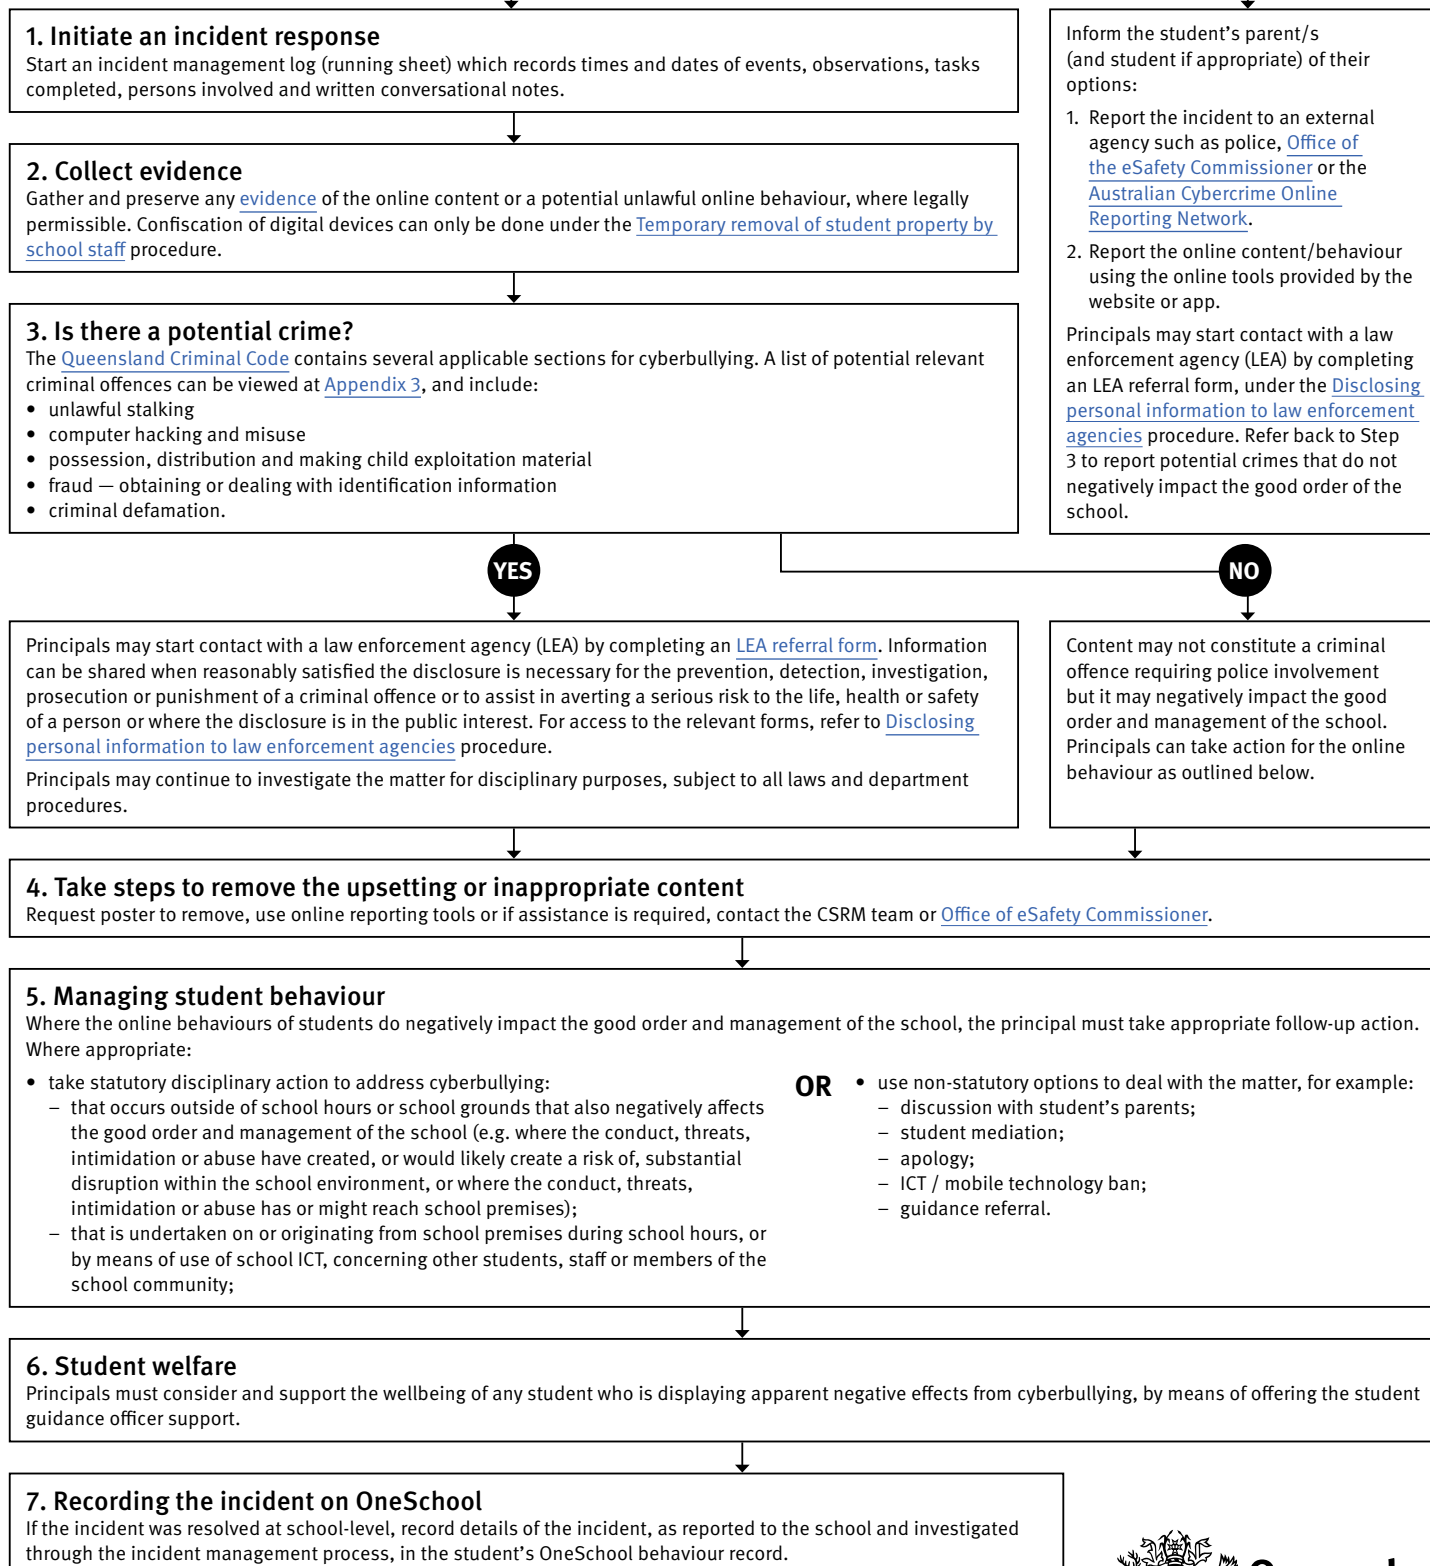 1. Initiate an incident response
Start an incident management log (running sheet) which records times and dates of events, observations, tasks
completed, persons involved and written conversational notes.
2. Collect evidence
Gather and preserve any evidence of the online content or a potential unlawful online behaviour, where legally
permissible. Confiscation of digital devices can only be done under the Temporary removal of student property by
school staff procedure.
3. Is there a potential crime?
The Queensland Criminal Code contains several applicable sections for cyberbullying. A list of potential relevant
criminal offences can be viewed at Appendix 3, and include:
• unlawful stalking
• computer hacking and misuse
• possession, distribution and making child exploitation material
• fraud — obtaining or dealing with identification information
• criminal defamation.
Inform the student's parent/s
(and student if appropriate) of their
options:
1. Report the incident to an external
agency such as police, Office of
the eSafety Commissioner or the
Australian Cybercrime Online
Reporting Network.
2. Report the online content/behaviour
using the online tools provided by the
website or app.
Principals may start contact with a law
enforcement agency (LEA) by completing
an LEA referral form, under the Disclosing
personal information to law enforcement
agencies procedure. Refer back to Step
3 to report potential crimes that do not
negatively impact the good order of the
school.
YES
NO
Principals may start contact with a law enforcement agency (LEA) by completing an LEA referral form. Information
can be shared when reasonably satisfied the disclosure is necessary for the prevention, detection, investigation,
prosecution or punishment of a criminal offence or to assist in averting a serious risk to the life, health or safety
of a person or where the disclosure is in the public interest. For access to the relevant forms, refer to Disclosing
personal information to law enforcement agencies procedure.
Principals may continue to investigate the matter for disciplinary purposes, subject to all laws and department
procedures.
Content may not constitute a criminal
offence requiring police involvement
but it may negatively impact the good
order and management of the school.
Principals can take action for the online
behaviour as outlined below.
4. Take steps to remove the upsetting or inappropriate content
Request poster to remove, use online reporting tools or if assistance is required, contact the CSRM team or Office of eSafety Commissioner.
5. Managing student behaviour
Where the online behaviours of students do negatively impact the good order and management of the school, the principal must take appropriate follow-up action.
Where appropriate:
• take statutory disciplinary action to address cyberbullying:
– that occurs outside of school hours or school grounds that also negatively affects
the good order and management of the school (e.g. where the conduct, threats,
intimidation or abuse have created, or would likely create a risk of, substantial
disruption within the school environment, or where the conduct, threats,
intimidation or abuse has or might reach school premises);
– that is undertaken on or originating from school premises during school hours, or
by means of use of school ICT, concerning other students, staff or members of the
school community;
OR
• use non-statutory options to deal with the matter, for example:
– discussion with student's parents;
– student mediation;
– apology;
– ICT / mobile technology ban;
– guidance referral.
6. Student welfare
Principals must consider and support the wellbeing of any student who is displaying apparent negative effects from cyberbullying, by means of offering the student
guidance officer support.
7. Recording the incident on OneSchool
If the incident was resolved at school-level, record details of the incident, as reported to the school and investigated
through the incident management process, in the student's OneSchool behaviour record.